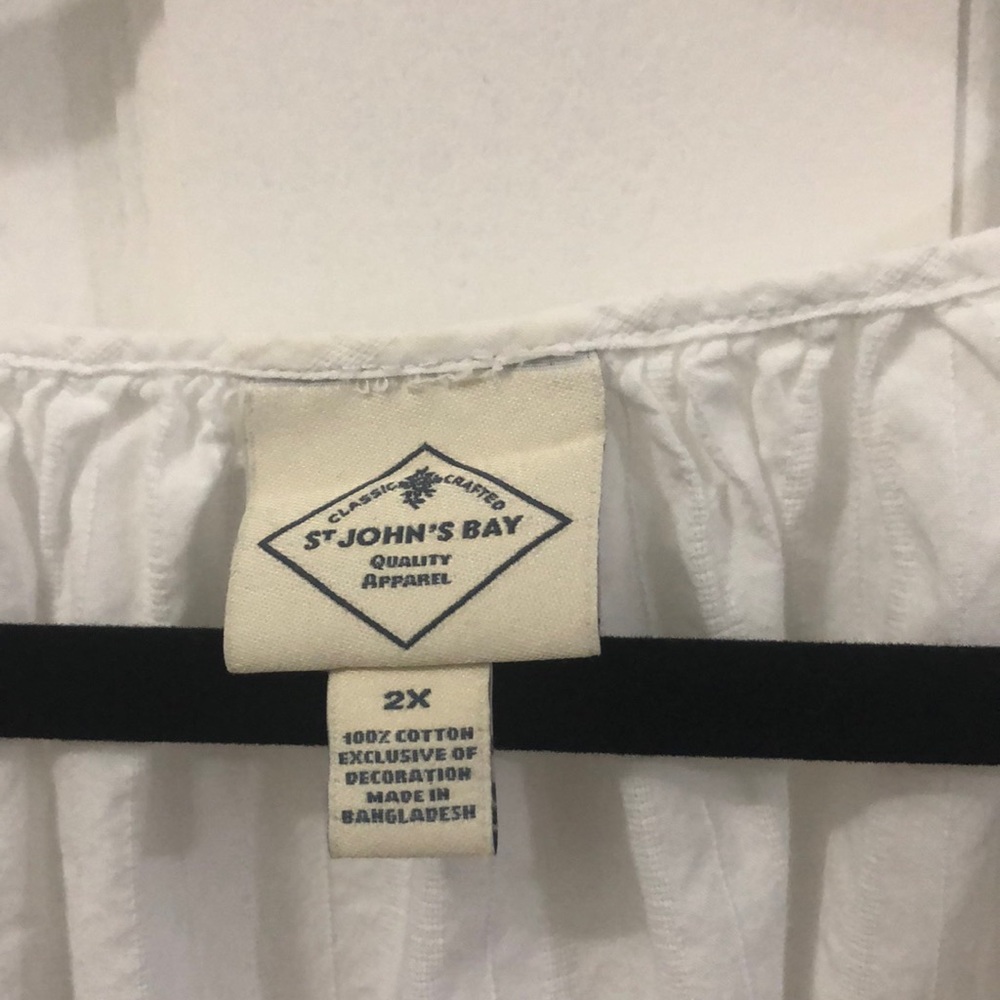 CLASSIC CRAFTED
ST JOHN'S BAY
QUALITY
APPAREL
2X
100% COTTON
EXCLUSIVE OF
DECORATION
MADE IN
BANGLADESH